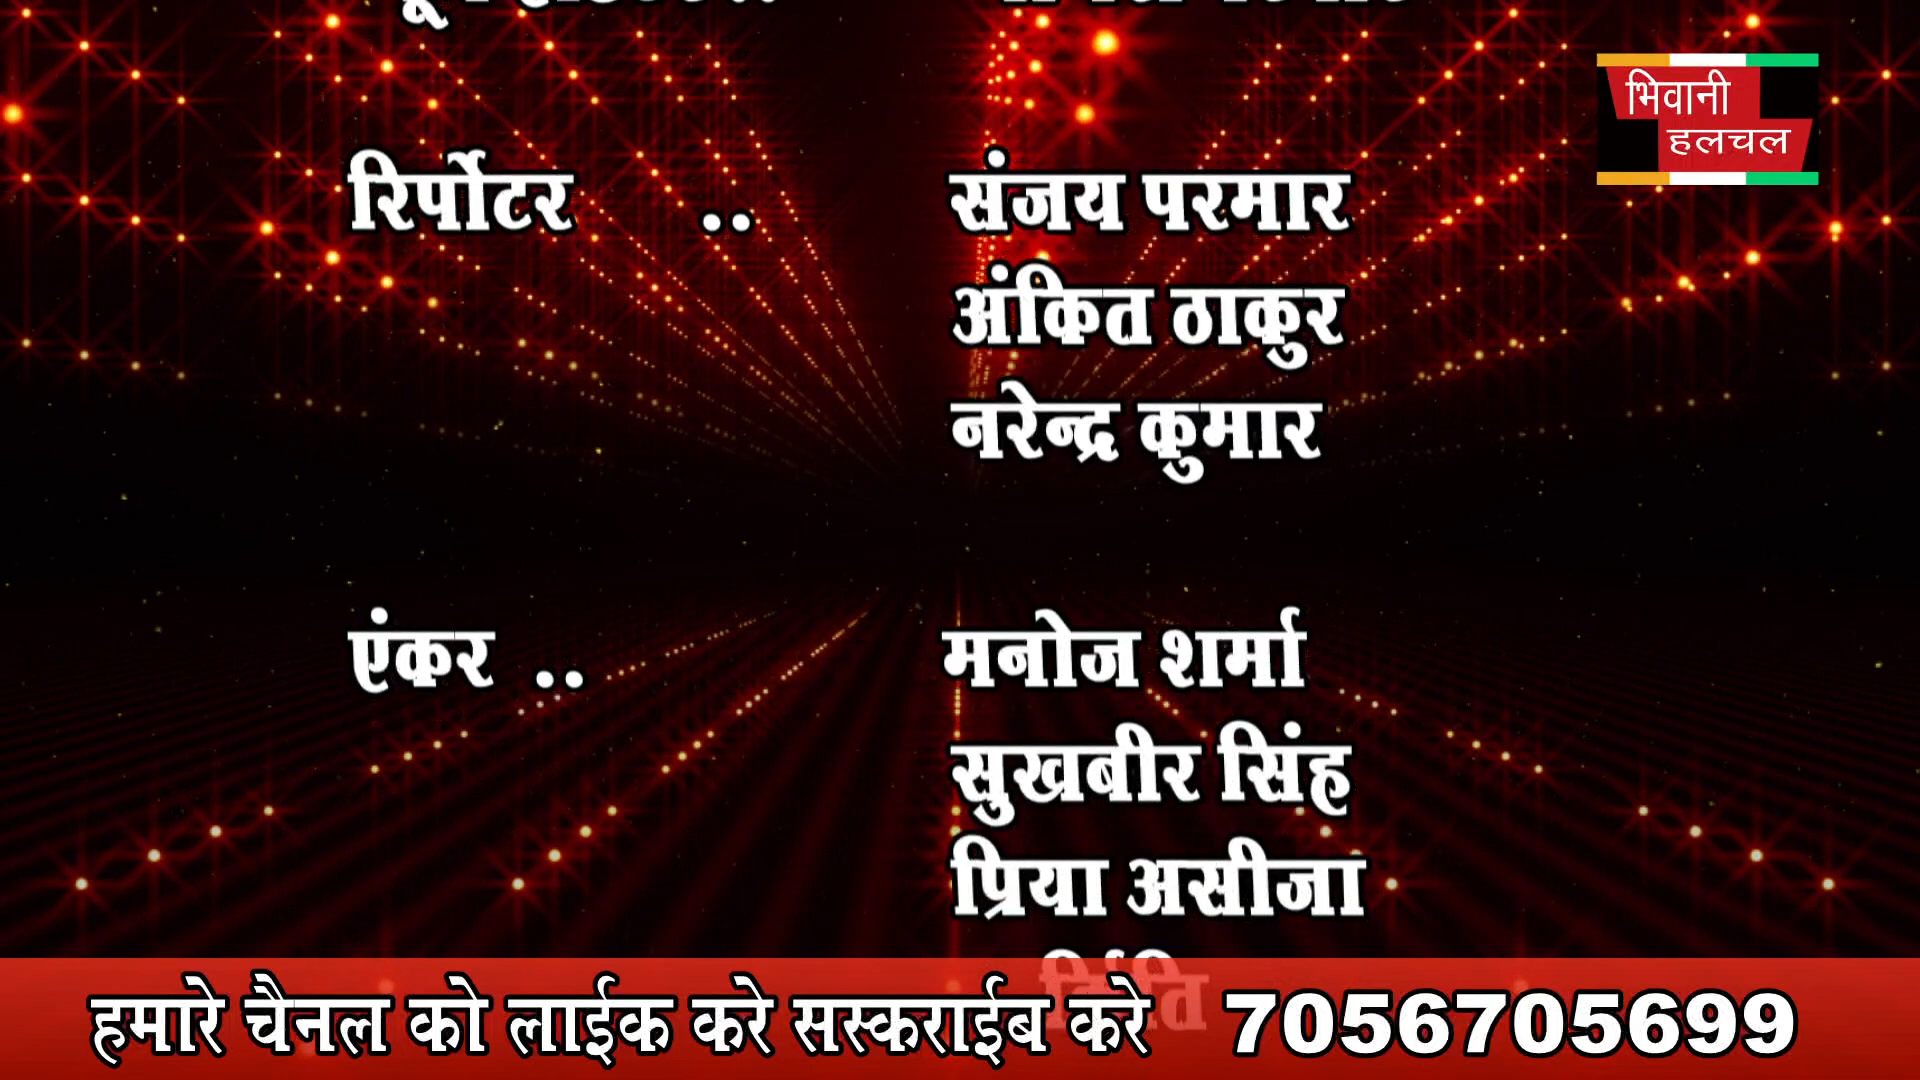 भिवानी
हलचल
रिर्पोटर .. संजय परमार
अंकित ठाकुर
नरेन्द्र कुमार
एंकर .. मनोज शर्मा
सुखबीर सिंह
प्रिया असीजा
हमारे चैनल को लाईक करे सस्कराईब करे 7056705699